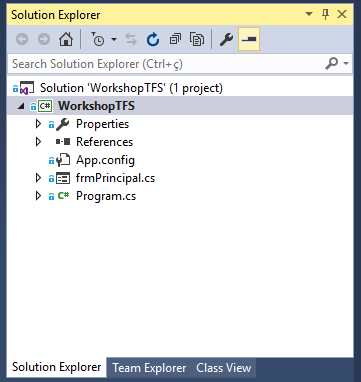 Solution Explorer
Search Solution Explorer (Ctrl+ç)
Solution 'WorkshopTFS' (1 project)
C# WorkshopTFS
Properties
References
App.config
frmPrincipal.cs
C# Program.cs
Solution Explorer Team Explorer Class View